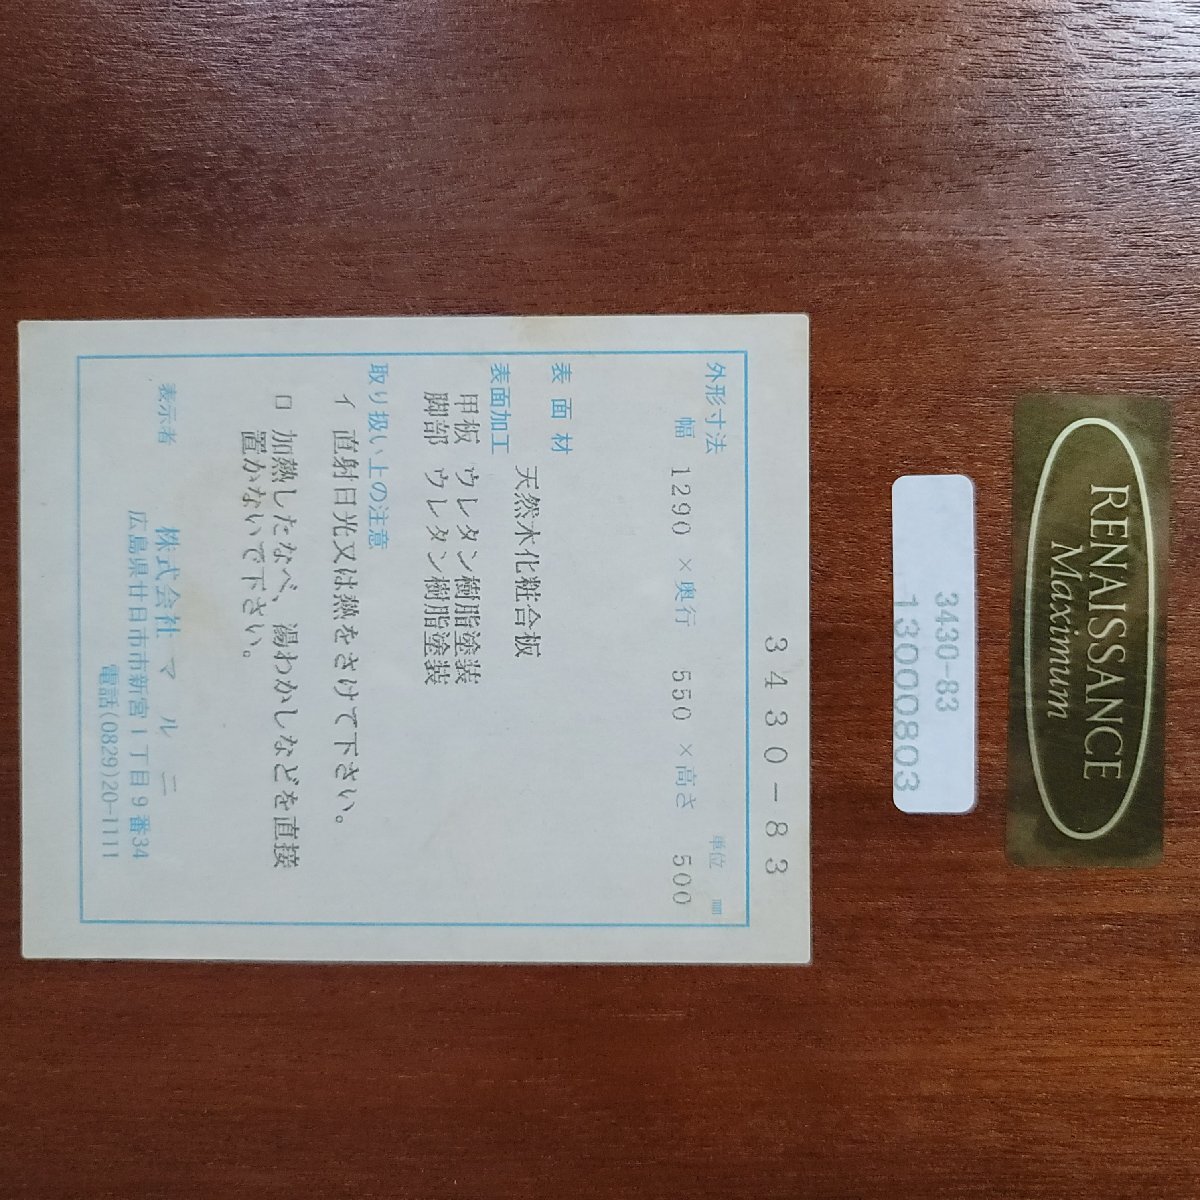 RENAISSANCE
Maximum
3430-83
13000803
3430-83
外形寸法 単位 ㎜
幅 1290 ×奥行 550 ×高さ 500
表面材
天然木化粧合板
表面加工
甲板 ウレタン樹脂塗装
脚部 ウレタン樹脂塗装
取り扱い上の注意
イ 直射日光又は熱をさけて下さい。
ロ 加熱したなべ、湯わかしなどを直接
置かないで下さい。
表示者 株式会社 マルニ
広島県廿日市市新宮1丁目9番34
電話(0829)20-1111